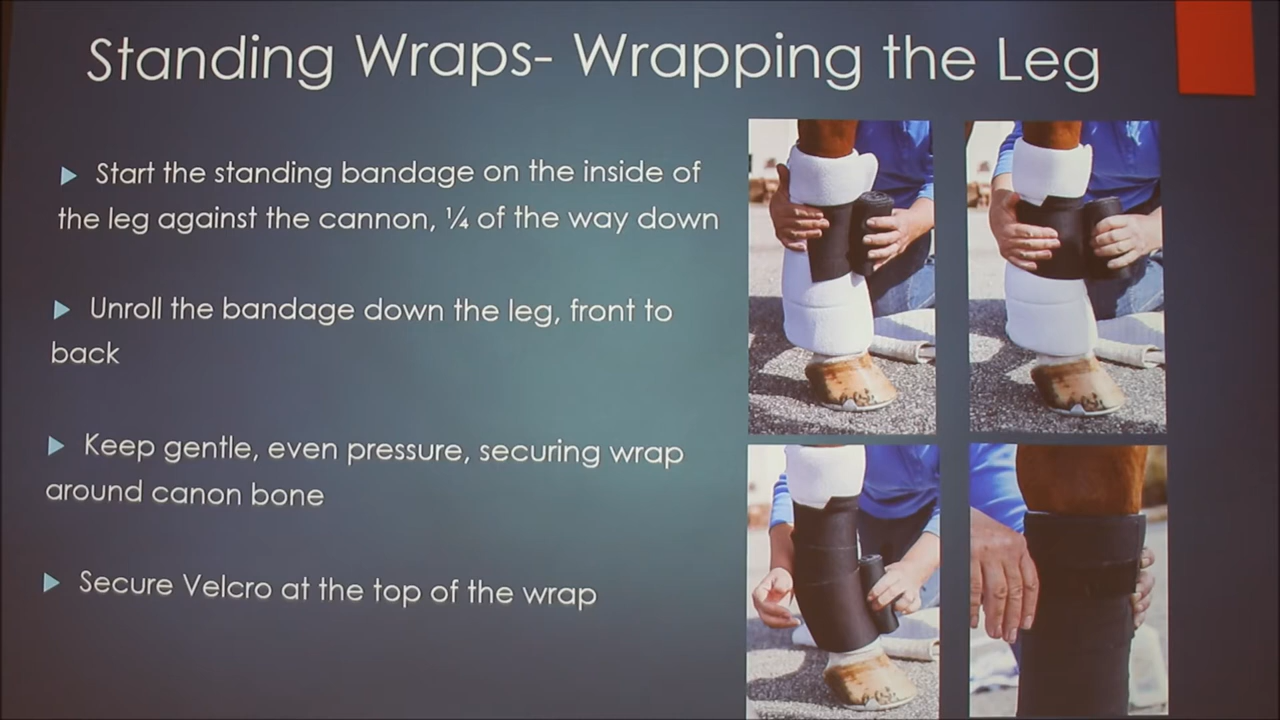 Standing Wraps- Wrapping the Leg
Start the standing bandage on the inside of
the leg against the cannon, ¼ of the way down
Unroll the bandage down the leg, front to
back
Keep gentle, even pressure, securing wrap
around canon bone
Secure Velcro at the top of the wrap